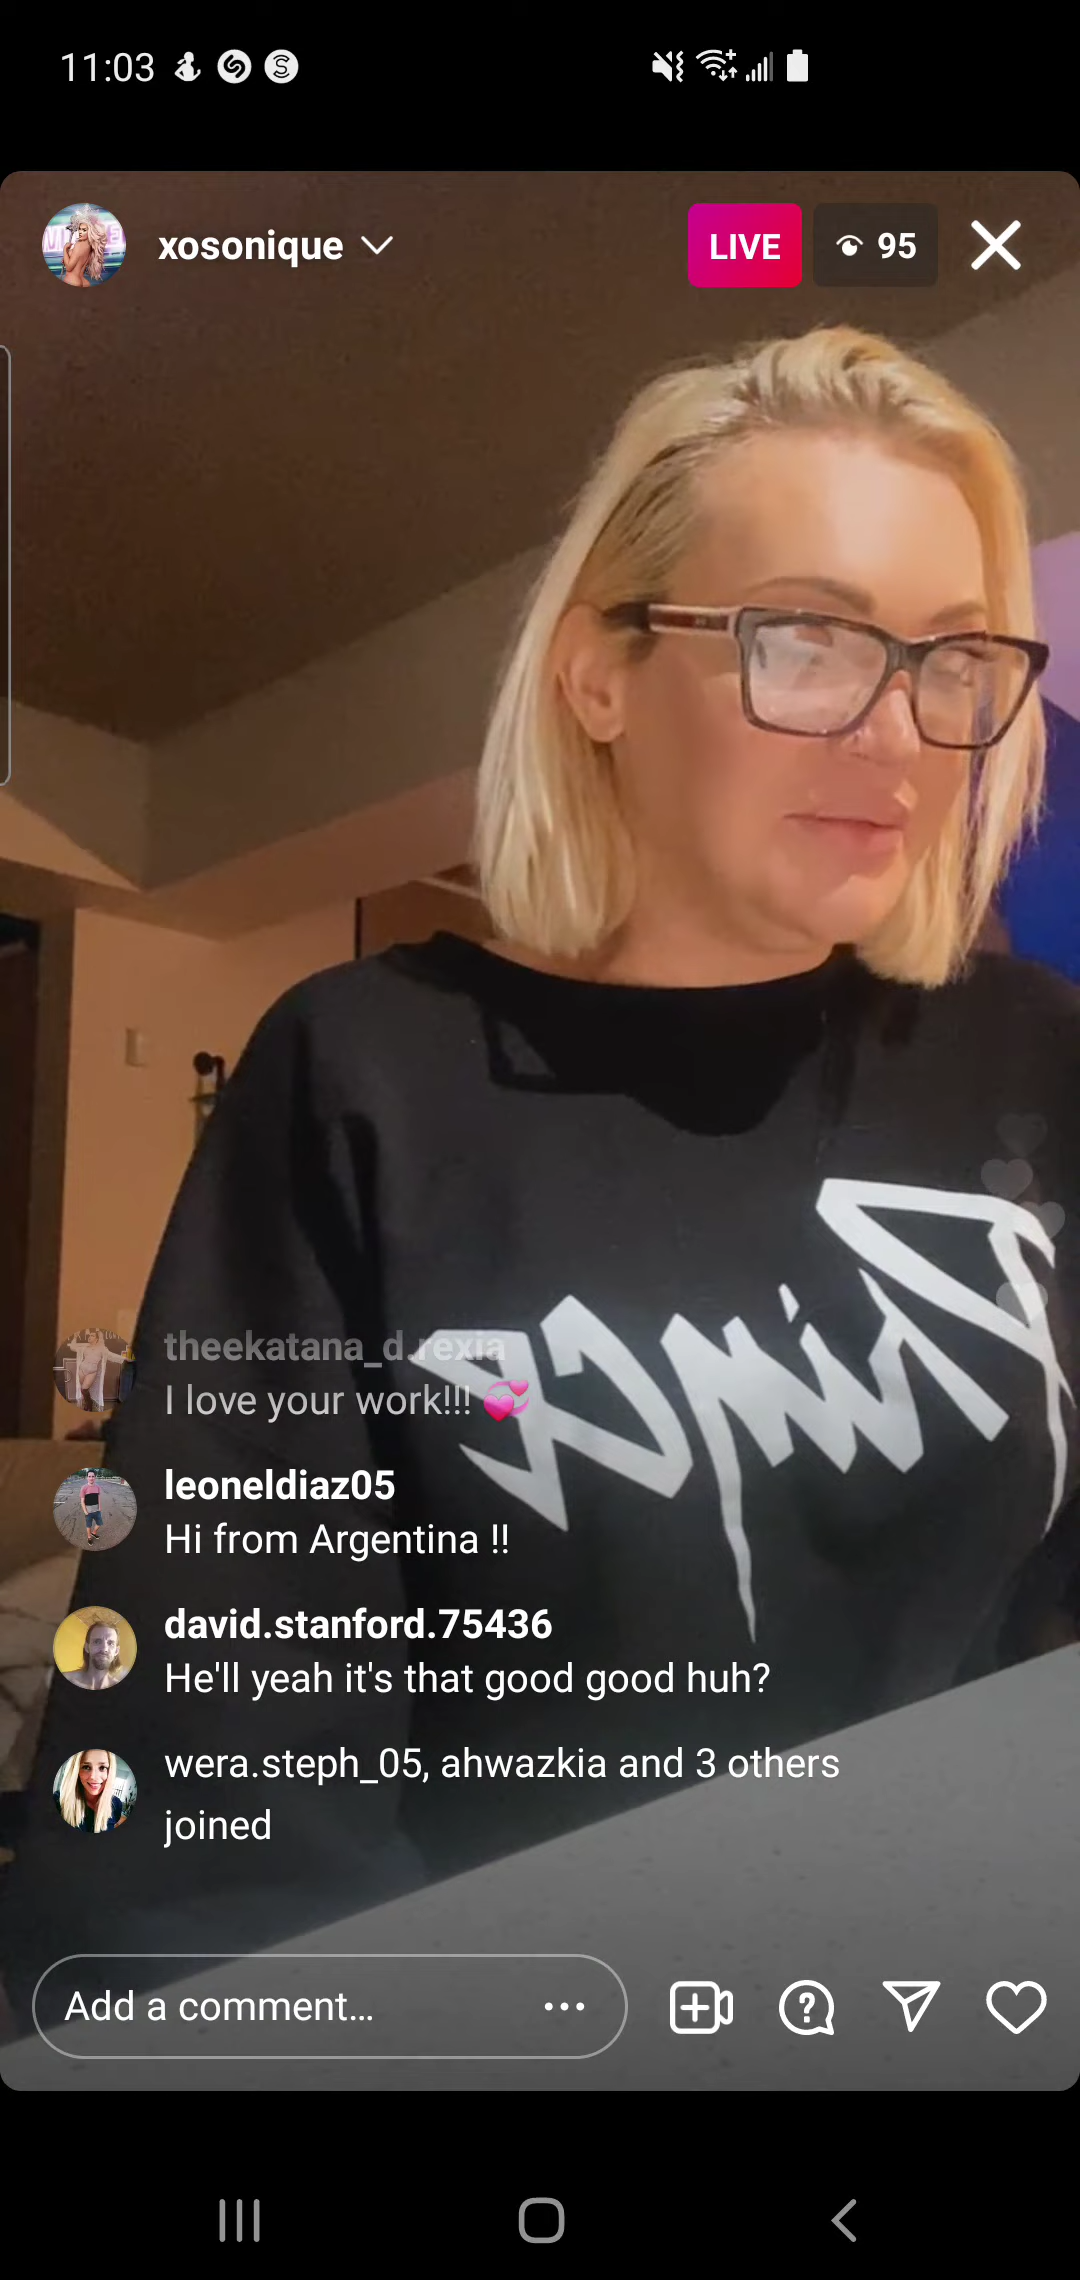 11:03
xosonique
LIVE
95
theekatana_d.rexia
I love your work!!! 💞
leoneldiaz05
Hi from Argentina !!
david.stanford.75436
He'll yeah it's that good good huh?
wera.steph_05, ahwazkia and 3 others
joined
Add a comment...